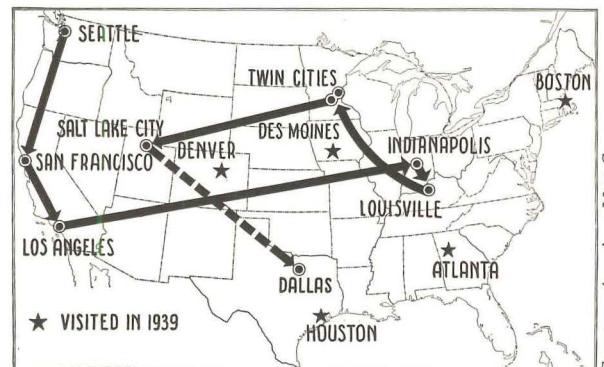 SEATTLE
TWIN CITIES
BOSTON
SALT LAKE CITY
DES MOINES
INDIANAPOLIS
SAN FRANCISCO
DENVER
LOUISVILLE
LOS ANGELES
ATLANTA
DALLAS
★ VISITED IN 1939
HOUSTON